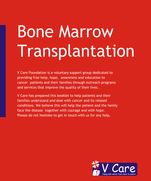 Bone Marrow
Transplantation
V Care Foundation is a voluntary support group dedicated to
providing free help, hope, awareness and education to
cancer patients and their families through outreach programs
and services that improve the quality of their lives.
V Care has prepared this booklet to help patients and their
families understand and deal with cancer and its related
conditions. We believe this will help the patient and the family
face the disease together with courage and with hope.
Please do not hesitate to get in touch with us for any help.
V Care